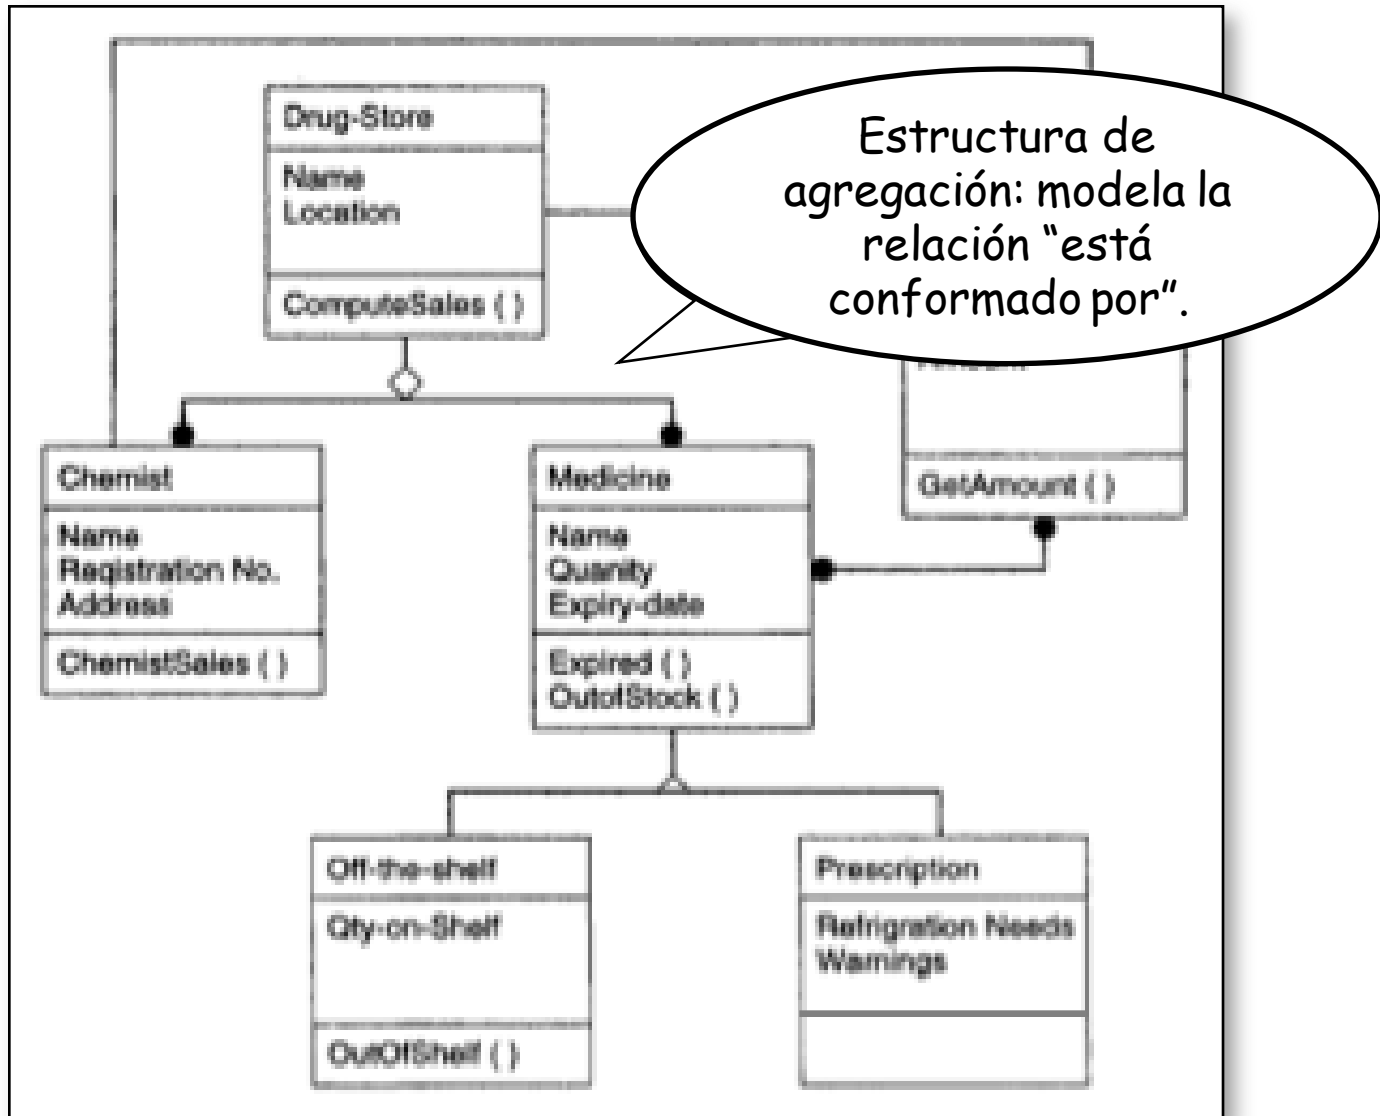 Drug-Store
Name
Location
ComputeSales ( )
Estructura de
agregación: modela la
relación “está
conformado por”.
GetAmount ( )
Chemist
Name
Registration No.
Address
ChemistSales ( )
Medicine
Name
Quanity
Expiry-date
Expired ( )
OutofStock ( )
Off-the-shelf
Qty-on-Shelf
OutOfShelf ( )
Prescription
Refrigration Needs
Warnings